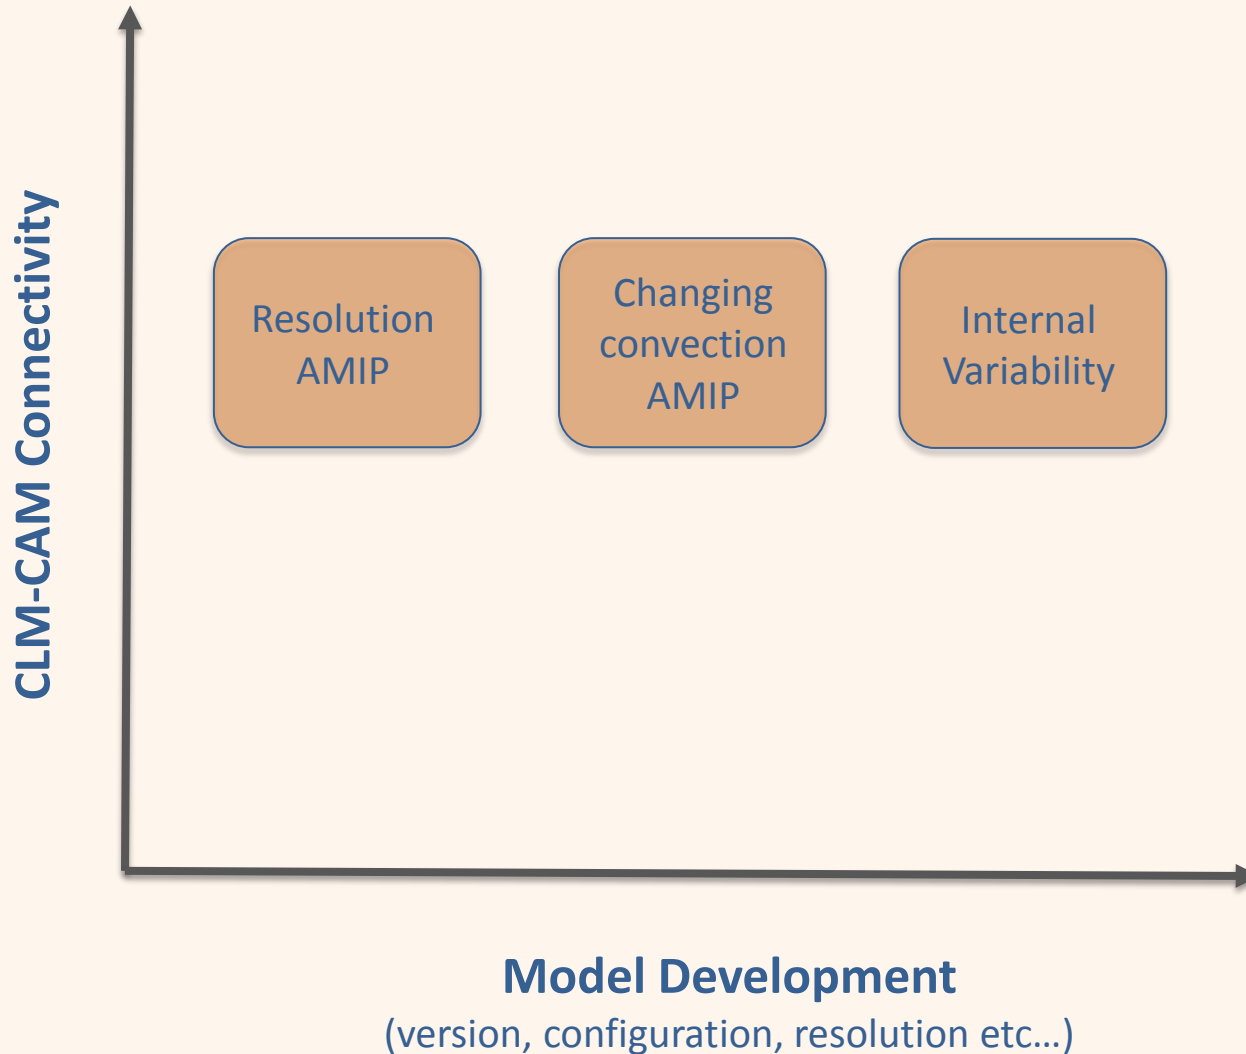 CLM-CAM Connectivity
Resolution
AMIP
Changing
convection
AMIP
Internal
Variability
Model Development
(version, configuration, resolution etc...)